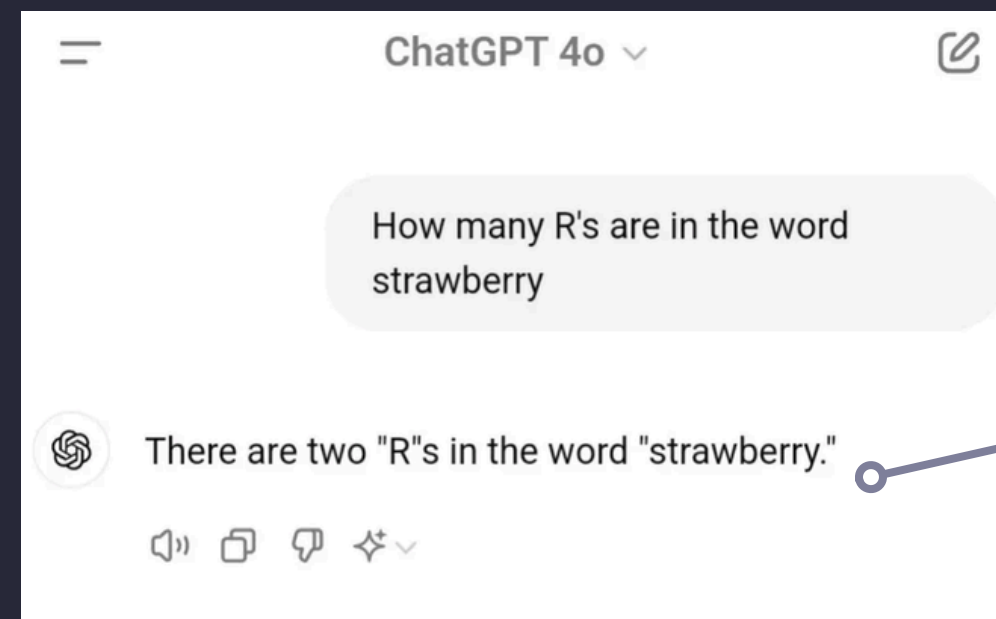 ChatGPT 4o
How many R's are in the word
strawberry
There are two "R"s in the word "strawberry."